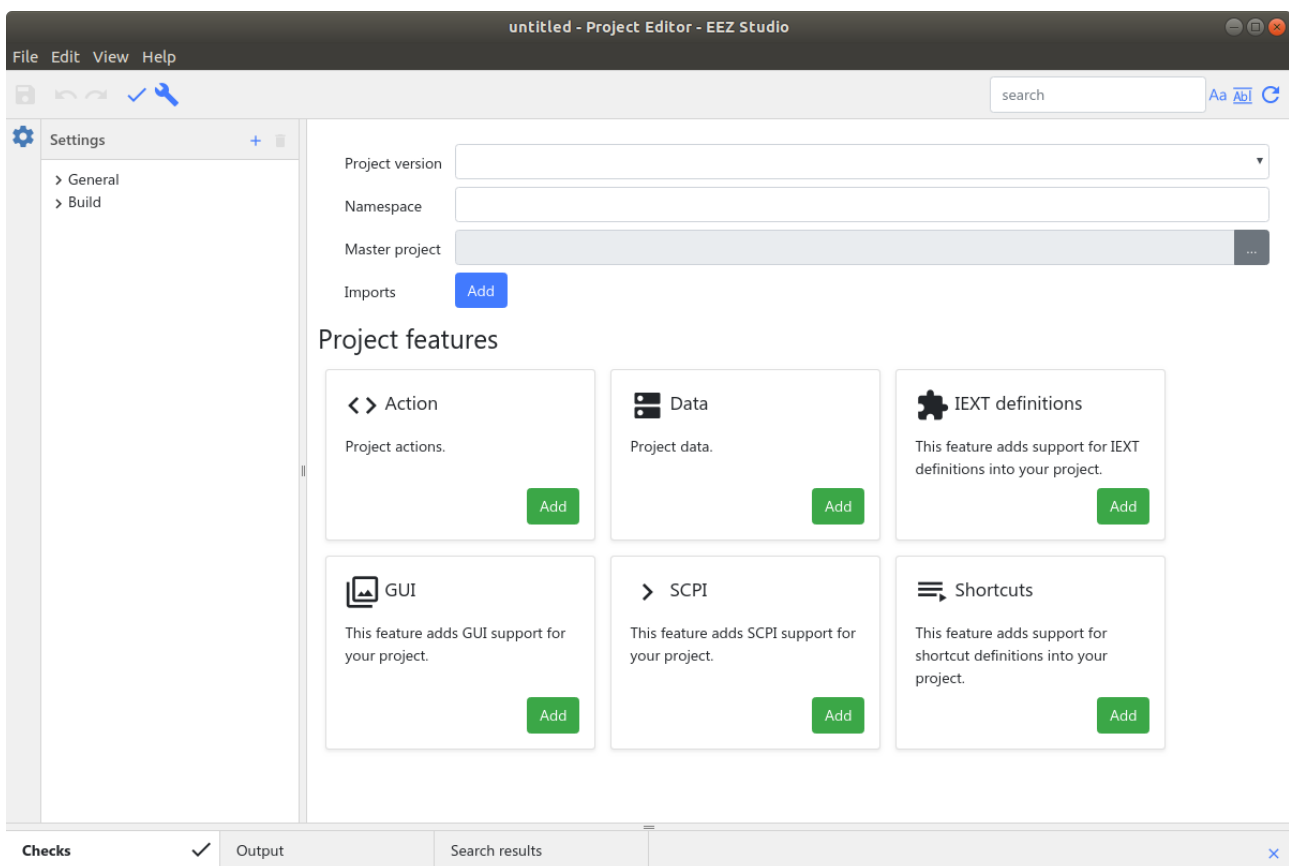 untitled - Project Editor - EEZ Studio
File Edit View Help
search
Aa Abl
Settings
General
Build
Project version
Namespace
Master project
...
Imports
Add
Project features
Action
Project actions.
Add
Data
Project data.
Add
IEXT definitions
This feature adds support for IEXT
definitions into your project.
Add
GUI
This feature adds GUI support for
your project.
Add
SCPI
This feature adds SCPI support for
your project.
Add
Shortcuts
This feature adds support for
shortcut definitions into your
project.
Add
Checks
Output
Search results